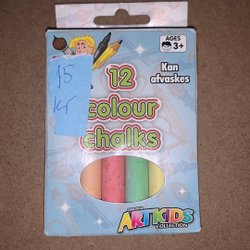 AGES
3+
15
kr
12
colour
chalks
Kan
afvaskes
ARTKIDS
COLLECTION